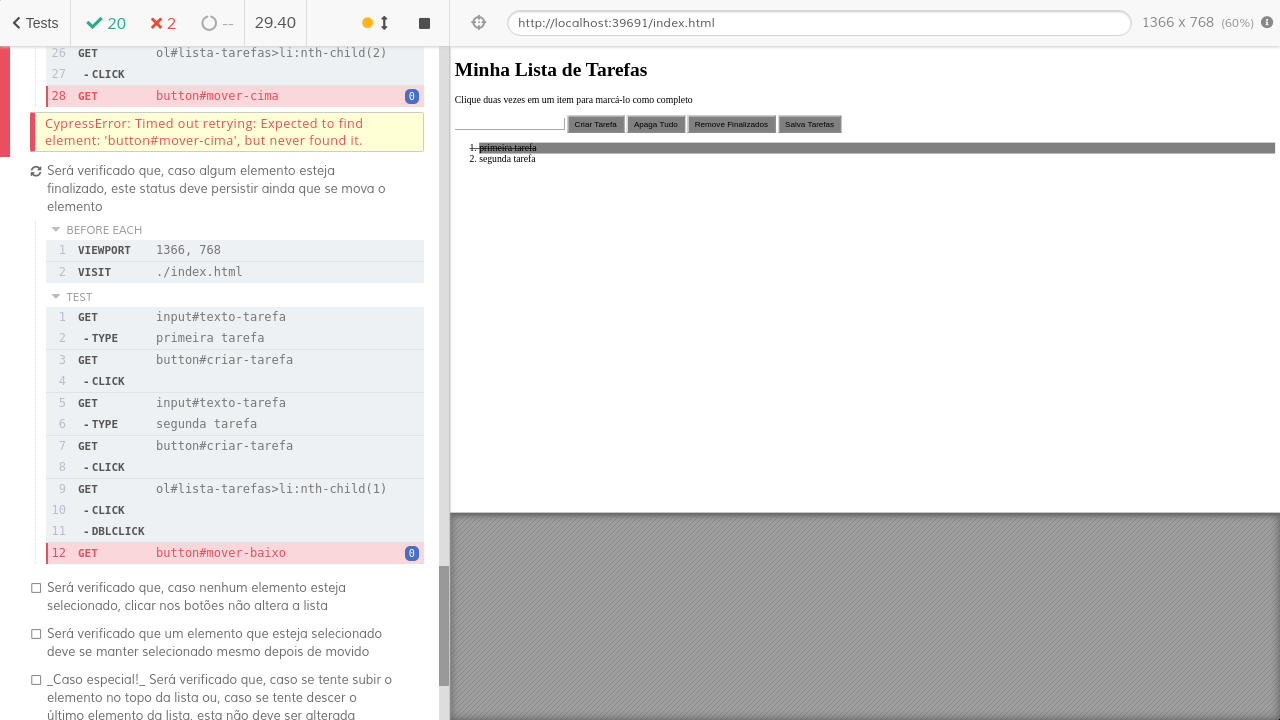 Tests 20 2 -- 29.40 http://localhost:39691/index.html 1366 x 768 (60%)
26 GET ol#lista-tarefas>li:nth-child(2)
27 - CLICK
28 GET button#mover-cima 0
CypressError: Timed out retrying: Expected to find
element: 'button#mover-cima', but never found it.
Será verificado que, caso algum elemento esteja
finalizado, este status deve persistir ainda que se mova o
elemento
BEFORE EACH
1 VIEWPORT 1366, 768
2 VISIT ./index.html
TEST
1 GET input#texto-tarefa
2 - TYPE primeira tarefa
3 GET button#criar-tarefa
4 - CLICK
5 GET input#texto-tarefa
6 - TYPE segunda tarefa
7 GET button#criar-tarefa
8 - CLICK
9 GET ol#lista-tarefas>li:nth-child(1)
10 - CLICK
11 - DBLCLICK
12 GET button#mover-baixo 0
Será verificado que, caso nenhum elemento esteja
selecionado, clicar nos botões não altera a lista
Será verificado que um elemento que esteja selecionado
deve se manter selecionado mesmo depois de movido
_Caso especial!_ Será verificado que, caso se tente subir o
elemento no topo da lista ou, caso se tente descer o
último elemento da lista, esta não deve ser alterada
Minha Lista de Tarefas
Clique duas vezes em um item para marcá-lo como completo
Criar Tarefa Apaga Tudo Remove Finalizados Salva Tarefas
1. primeira tarefa
2. segunda tarefa